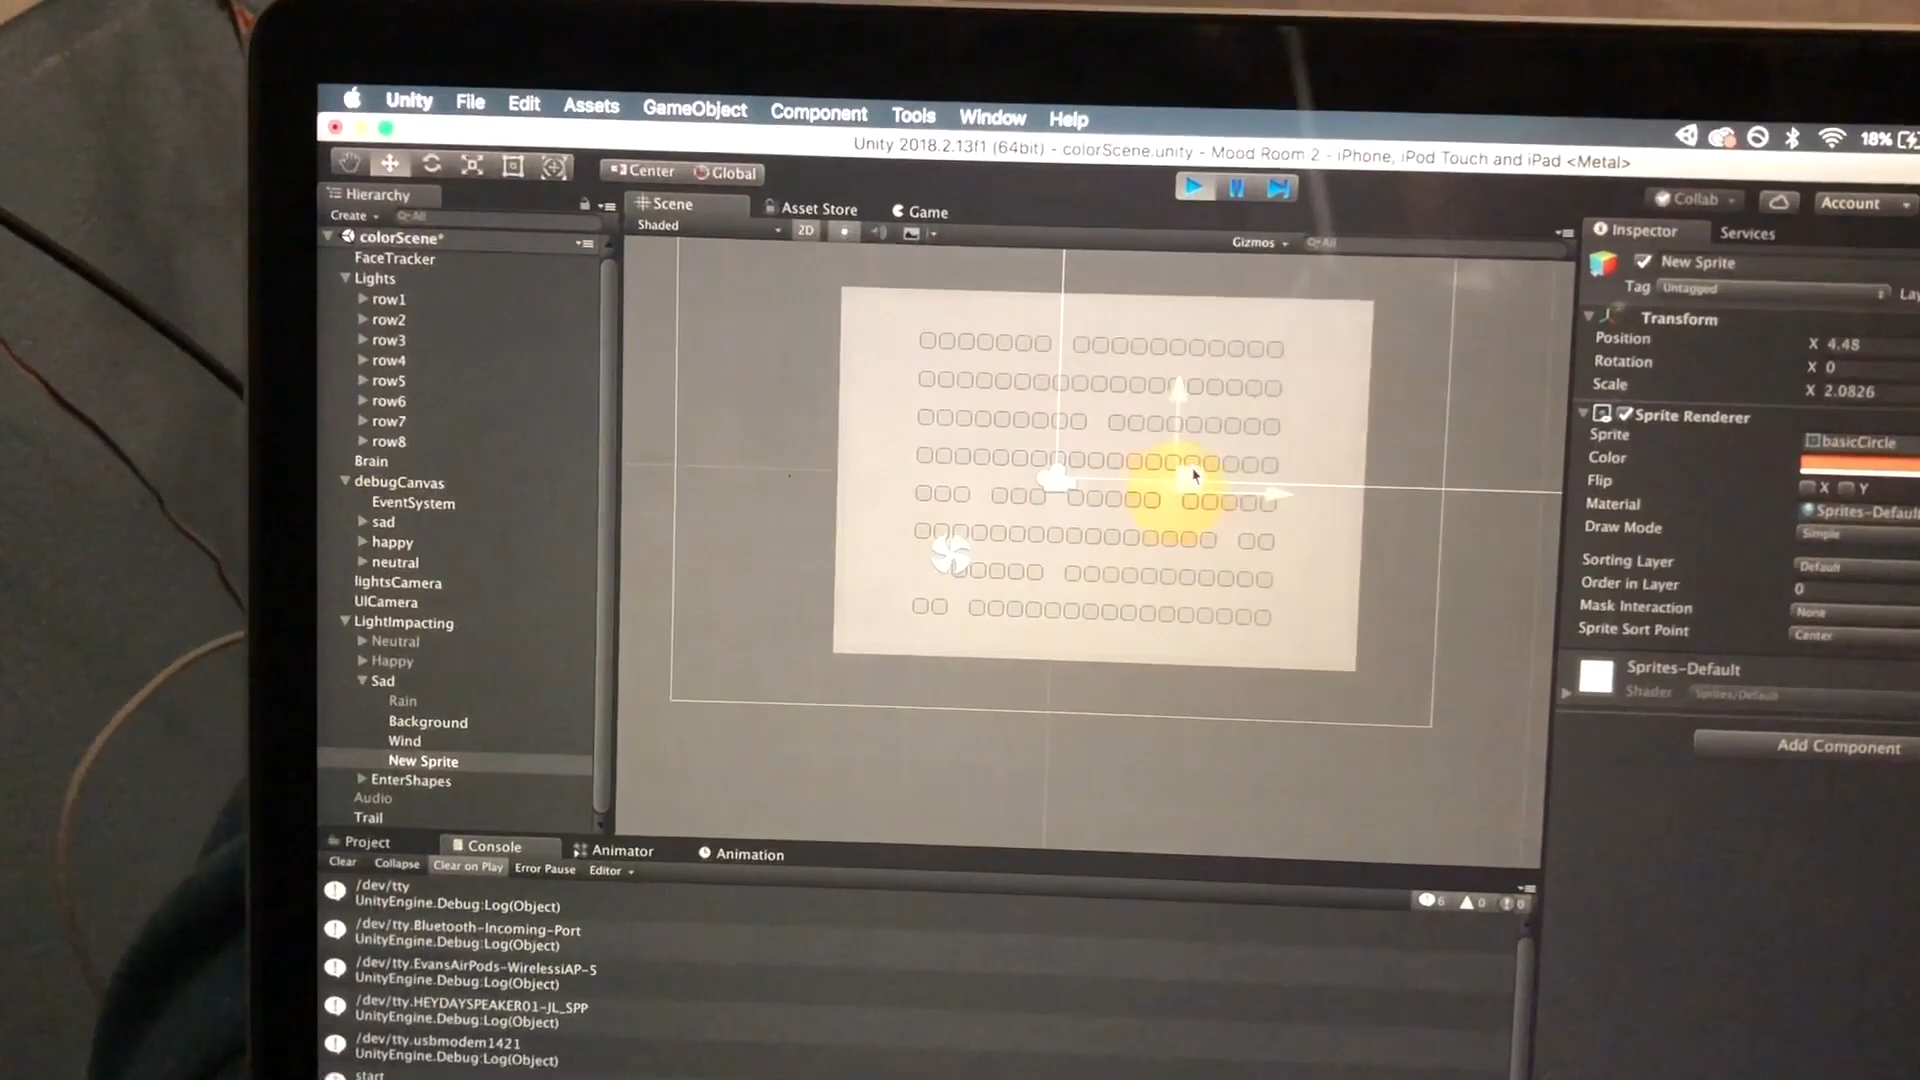 Unity File Edit Assets GameObject Component Tools Window Help
18%
Unity 2018.2.13f1 (64bit) - colorScene.unity - Mood Room 2 - iPhone, iPod Touch and iPad <Metal>
Center Global
Collab
Account
Hierarchy
Create All
colorScene*
FaceTracker
Lights
row1
row2
row3
row4
row5
row6
row7
row8
Brain
debugCanvas
EventSystem
sad
happy
neutral
lightsCamera
UICamera
LightImpacting
Neutral
Happy
Sad
Rain
Background
Wind
New Sprite
EnterShapes
Audio
Trail
Scene Asset Store Game
Shaded 2D Gizmos All
Inspector Services
New Sprite
Tag Untagged Lay
Transform
Position X 4.48
Rotation X 0
Scale X 2.0826
Sprite Renderer
Sprite basicCircle
Color
Flip X Y
Material Sprites-Default
Draw Mode Simple
Sorting Layer Default
Order in Layer 0
Mask Interaction None
Sprite Sort Point Center
Sprites-Default
Shader Sprites/Default
Add Component
Project Console Animator Animation
Clear Collapse Clear on Play Error Pause Editor
6 0 0
/dev/tty
UnityEngine.Debug:Log(Object)
/dev/tty.Bluetooth-Incoming-Port
UnityEngine.Debug:Log(Object)
/dev/tty.EvansAirPods-WirelessiAP-5
UnityEngine.Debug:Log(Object)
/dev/tty.HEYDAYSPEAKER01-JL_SPP
UnityEngine.Debug:Log(Object)
/dev/tty.usbmodem1421
UnityEngine.Debug:Log(Object)
start